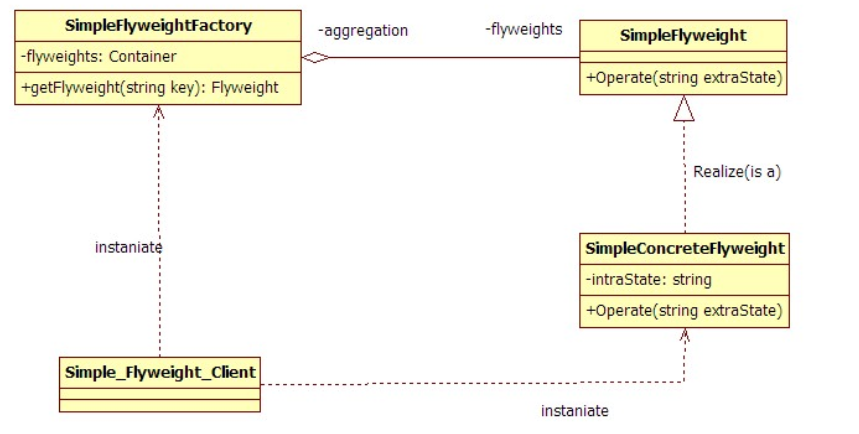 SimpleFlyweightFactory
-flyweights: Container
+getFlyweight(string key): Flyweight
-aggregation
-flyweights
SimpleFlyweight
+Operate(string extraState)
Realize(is a)
instaniate
SimpleConcreteFlyweight
-intraState: string
+Operate(string extraState)
Simple_Flyweight_Client
instaniate